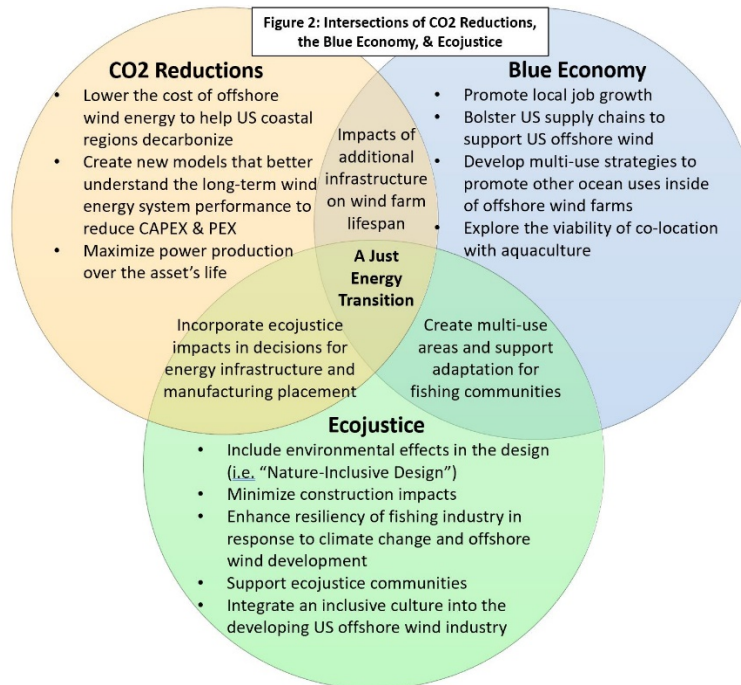 Figure 2: Intersections of CO2 Reductions,
the Blue Economy, & Ecojustice
CO2 Reductions
• Lower the cost of offshore
wind energy to help US coastal
regions decarbonize
• Create new models that better
understand the long-term wind
energy system performance to
reduce CAPEX & PEX
• Maximize power production
over the asset's life
Impacts of
additional
infrastructure
on wind farm
lifespan
Blue Economy
• Promote local job growth
• Bolster US supply chains to
support US offshore wind
• Develop multi-use strategies to
promote other ocean uses inside
of offshore wind farms
• Explore the viability of co-location
with aquaculture
A Just
Energy
Transition
Incorporate ecojustice
impacts in decisions for
energy infrastructure and
manufacturing placement
Create multi-use
areas and support
adaptation for
fishing communities
Ecojustice
• Include environmental effects in the design
(i.e. “Nature-Inclusive Design”)
• Minimize construction impacts
• Enhance resiliency of fishing industry in
response to climate change and offshore
wind development
• Support ecojustice communities
• Integrate an inclusive culture into the
developing US offshore wind industry